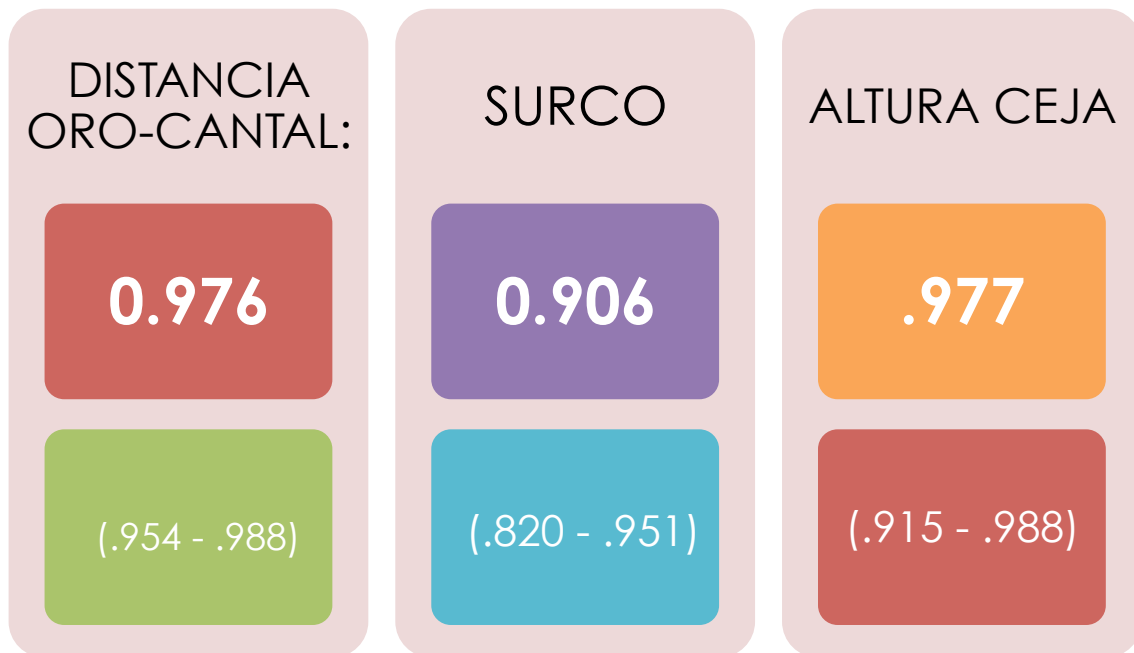 DISTANCIA
ORO-CANTAL:
0.976
(.954 - .988)
SURCO
0.906
(.820 - .951)
ALTURA CEJA
.977
(.915 - .988)